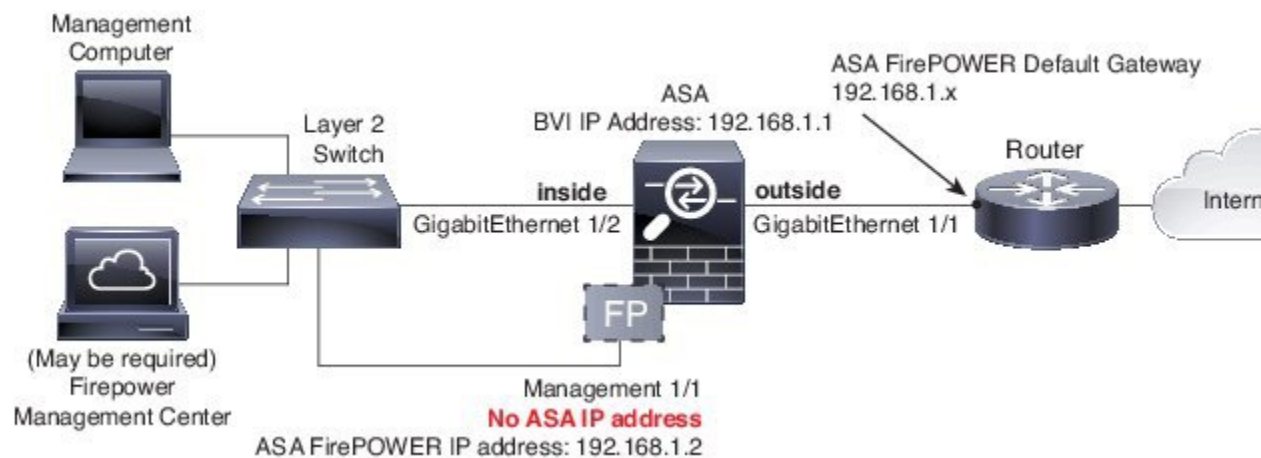 Management
Computer
Layer 2
Switch
ASA
BVI IP Address: 192.168.1.1
ASA FirePOWER Default Gateway
192.168.1.x
Router
inside
GigabitEthernet 1/2
outside
GigabitEthernet 1/1
Intern
FP
(May be required)
Firepower
Management Center
Management 1/1
No ASA IP address
ASA FirePOWER IP address: 192.168.1.2